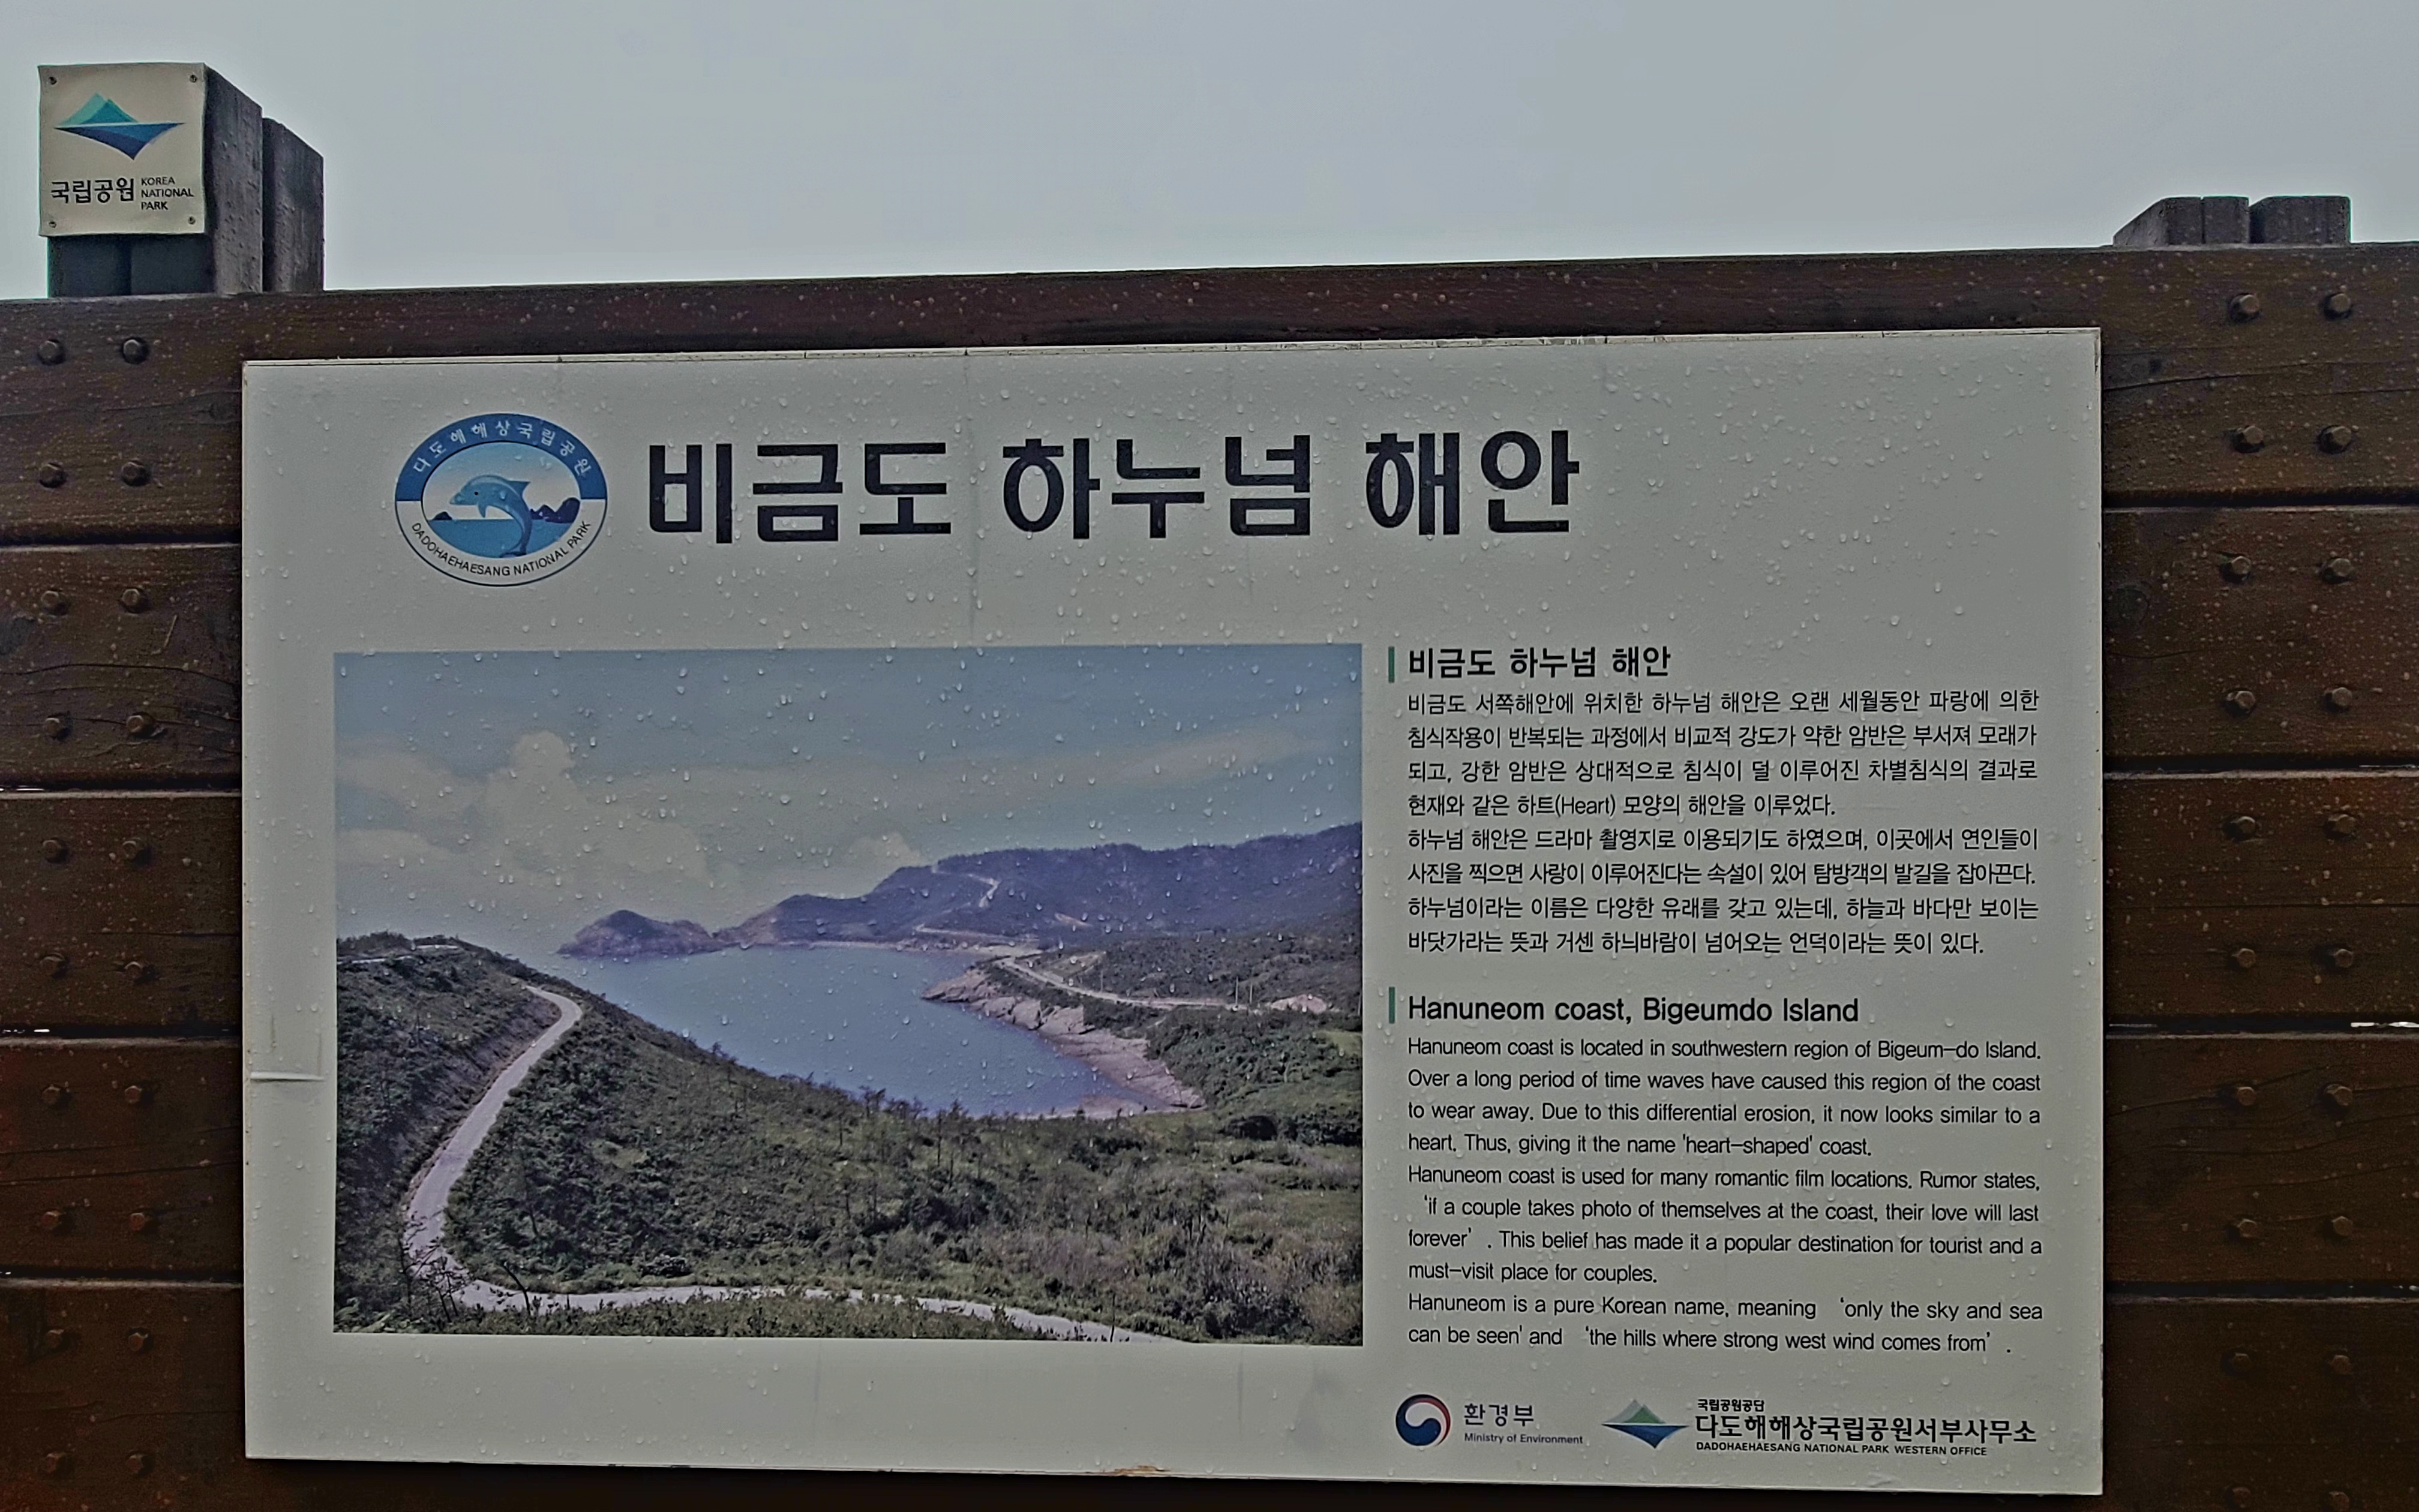 국립공원 KOREA
NATIONAL
PARK
다도해해상국립공원
DADOHAEHAESANG NATIONAL PARK
비금도 하누넘 해안
비금도 하누넘 해안
비금도 서쪽해안에 위치한 하누넘 해안은 오랜 세월동안 파랑에 의한
침식작용이 반복되는 과정에서 비교적 강도가 약한 암반은 부서져 모래가
되고, 강한 암반은 상대적으로 침식이 덜 이루어진 차별침식의 결과로
현재와 같은 하트(Heart) 모양의 해안을 이루었다.
하누넘 해안은 드라마 촬영지로 이용되기도 하였으며, 이곳에서 연인들이
사진을 찍으면 사랑이 이루어진다는 속설이 있어 탐방객의 발길을 잡아끈다.
하누넘이라는 이름은 다양한 유래를 갖고 있는데, 하늘과 바다만 보이는
바닷가라는 뜻과 거센 하늬바람이 넘어오는 언덕이라는 뜻이 있다.
Hanuneom coast, Bigeumdo Island
Hanuneom coast is located in southwestern region of Bigeum-do Island.
Over a long period of time waves have caused this region of the coast
to wear away. Due to this differential erosion, it now looks similar to a
heart. Thus, giving it the name 'heart-shaped' coast.
Hanuneom coast is used for many romantic film locations. Rumor states,
‘if a couple takes photo of themselves at the coast, their love will last
forever’ . This belief has made it a popular destination for tourist and a
must-visit place for couples.
Hanuneom is a pure Korean name, meaning ‘only the sky and sea
can be seen' and ‘the hills where strong west wind comes from’ .
환경부
Ministry of Environment
국립공원공단
다도해해상국립공원서부사무소
DADOHAEHAESANG NATIONAL PARK WESTERN OFFICE